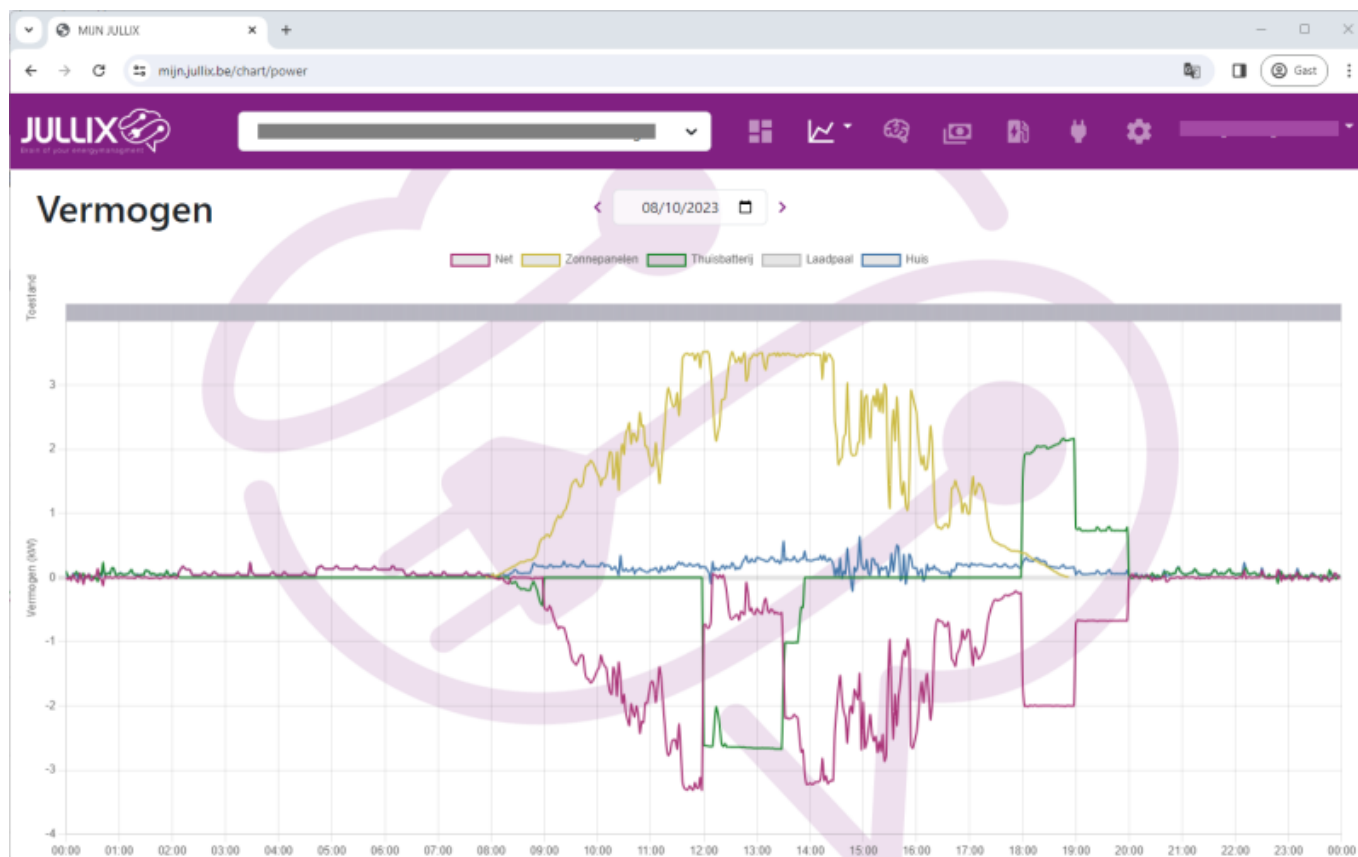 MIJN JULLIX
mijn.jullix.be/chart/power
Gast
JULLIX
Brain of your energymanagment
Vermogen
08/10/2023
Net Zonnepanelen Thuisbatterij Laadpaal Huis
Toestand
Vermogen (kW)
3
2
1
0
-1
-2
-3
-4
00:00 01:00 02:00 03:00 04:00 05:00 06:00 07:00 08:00 09:00 10:00 11:00 12:00 13:00 14:00 15:00 16:00 17:00 18:00 19:00 20:00 21:00 22:00 23:00 00:00